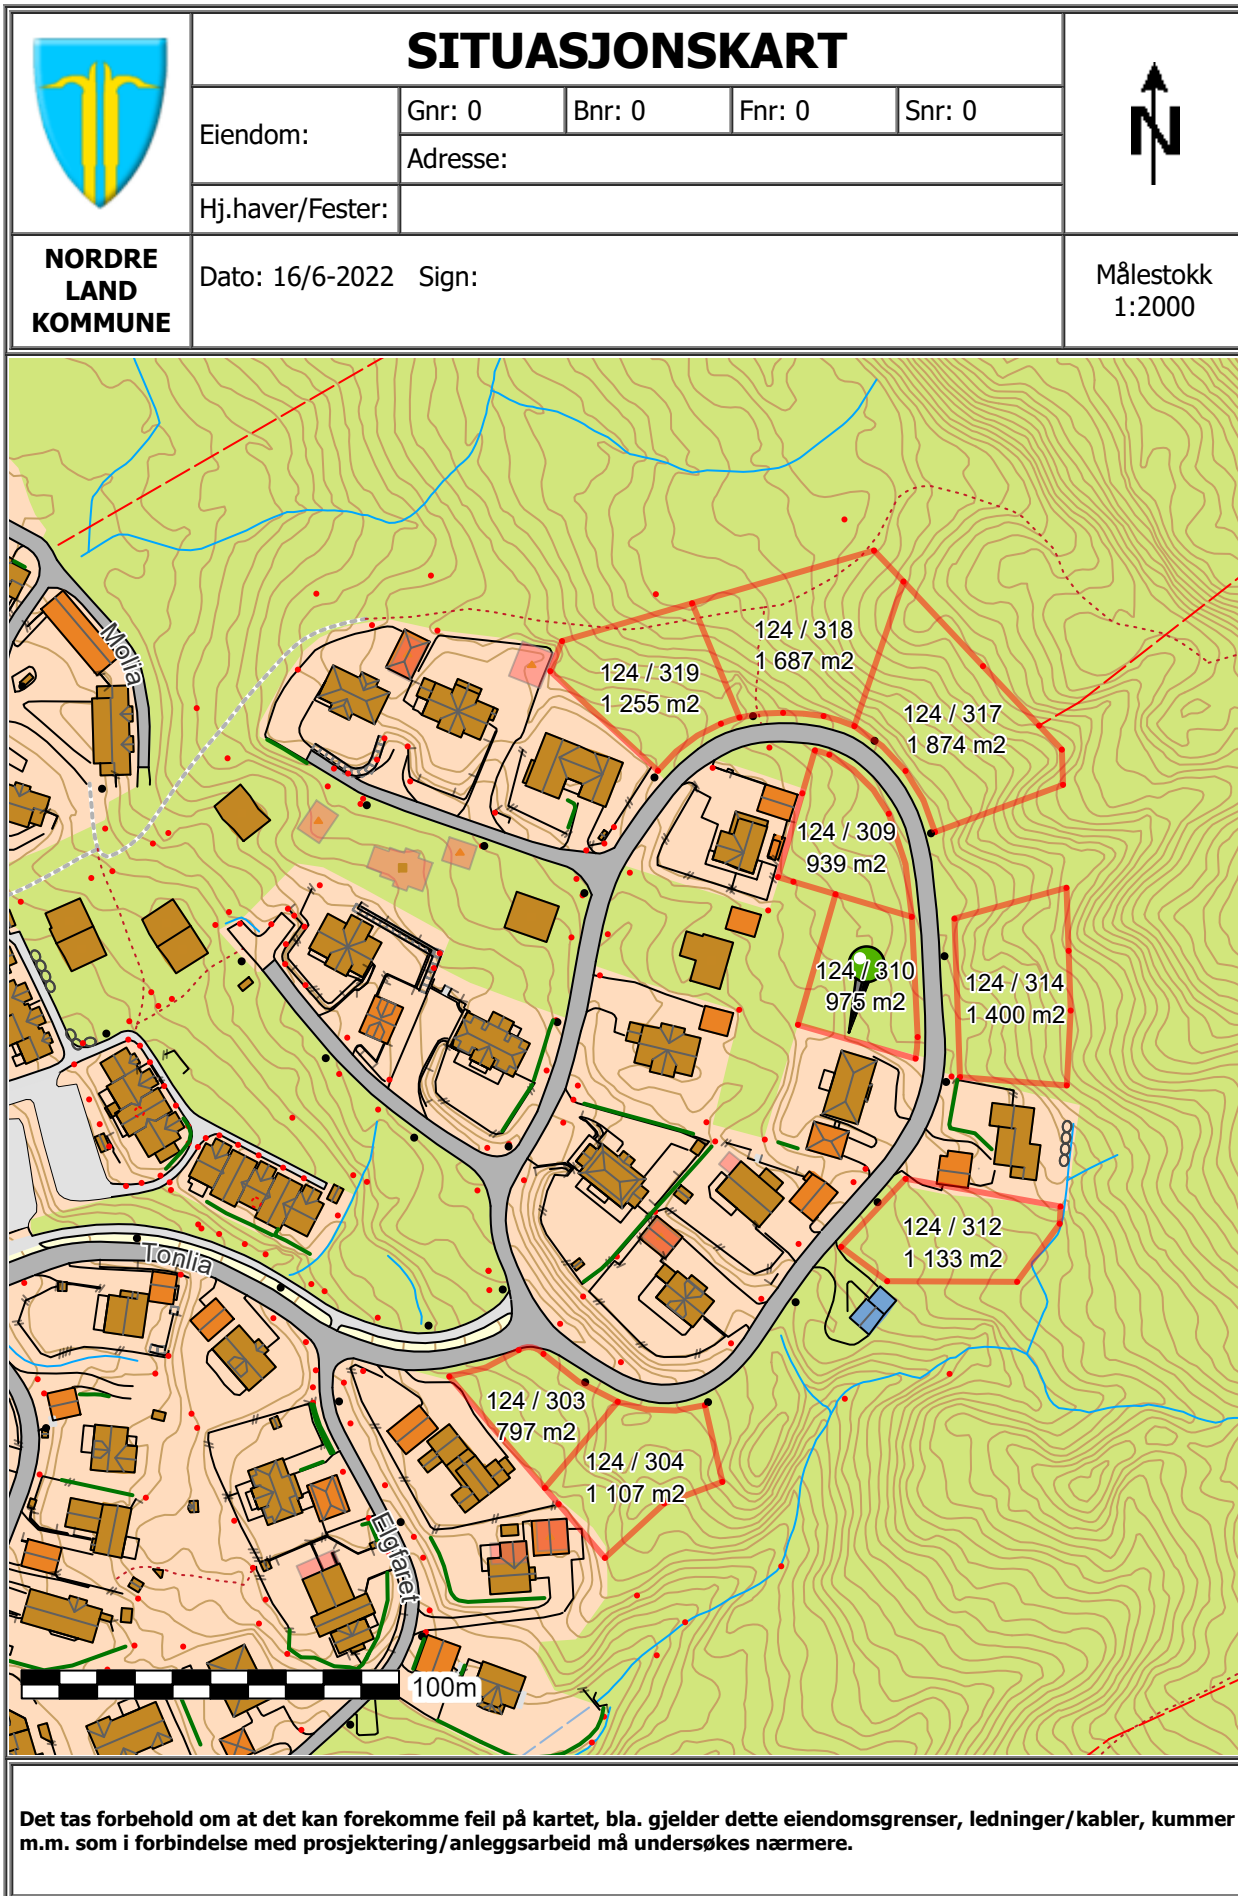 SITUASJONSKART
Eiendom:
Gnr: 0
Bnr: 0
Fnr: 0
Snr: 0
Adresse:
Hj.haver/Fester:
N
NORDRE
LAND
KOMMUNE
Dato: 16/6-2022 Sign:
Målestokk
1:2000
124 / 318
1 687 m2
124 / 319
1 255 m2
124 / 317
1 874 m2
Molia
124 / 309
939 m2
124 / 310
975 m2
124 / 314
1 400 m2
124 / 312
1 133 m2
Tonlia
124 / 303
797 m2
124 / 304
1 107 m2
Elgfaret
100m
Det tas forbehold om at det kan forekomme feil på kartet, bla. gjelder dette eiendomsgrenser, ledninger/kabler, kummer
m.m. som i forbindelse med prosjektering/anleggsarbeid må undersøkes nærmere.